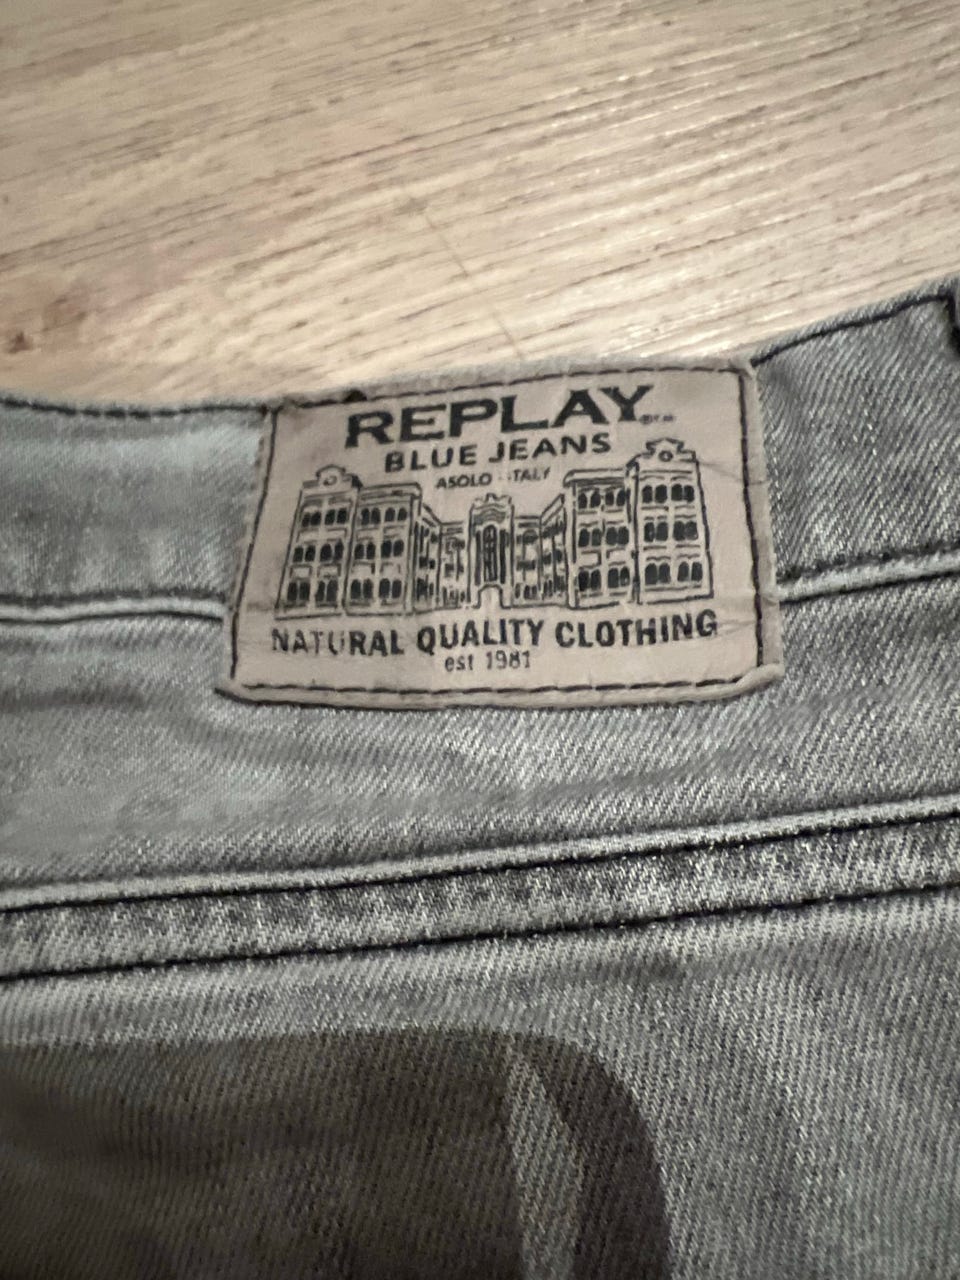 REPLAY
BLUE JEANS
ASOLO ITALY
NATURAL QUALITY CLOTHING
est 1981